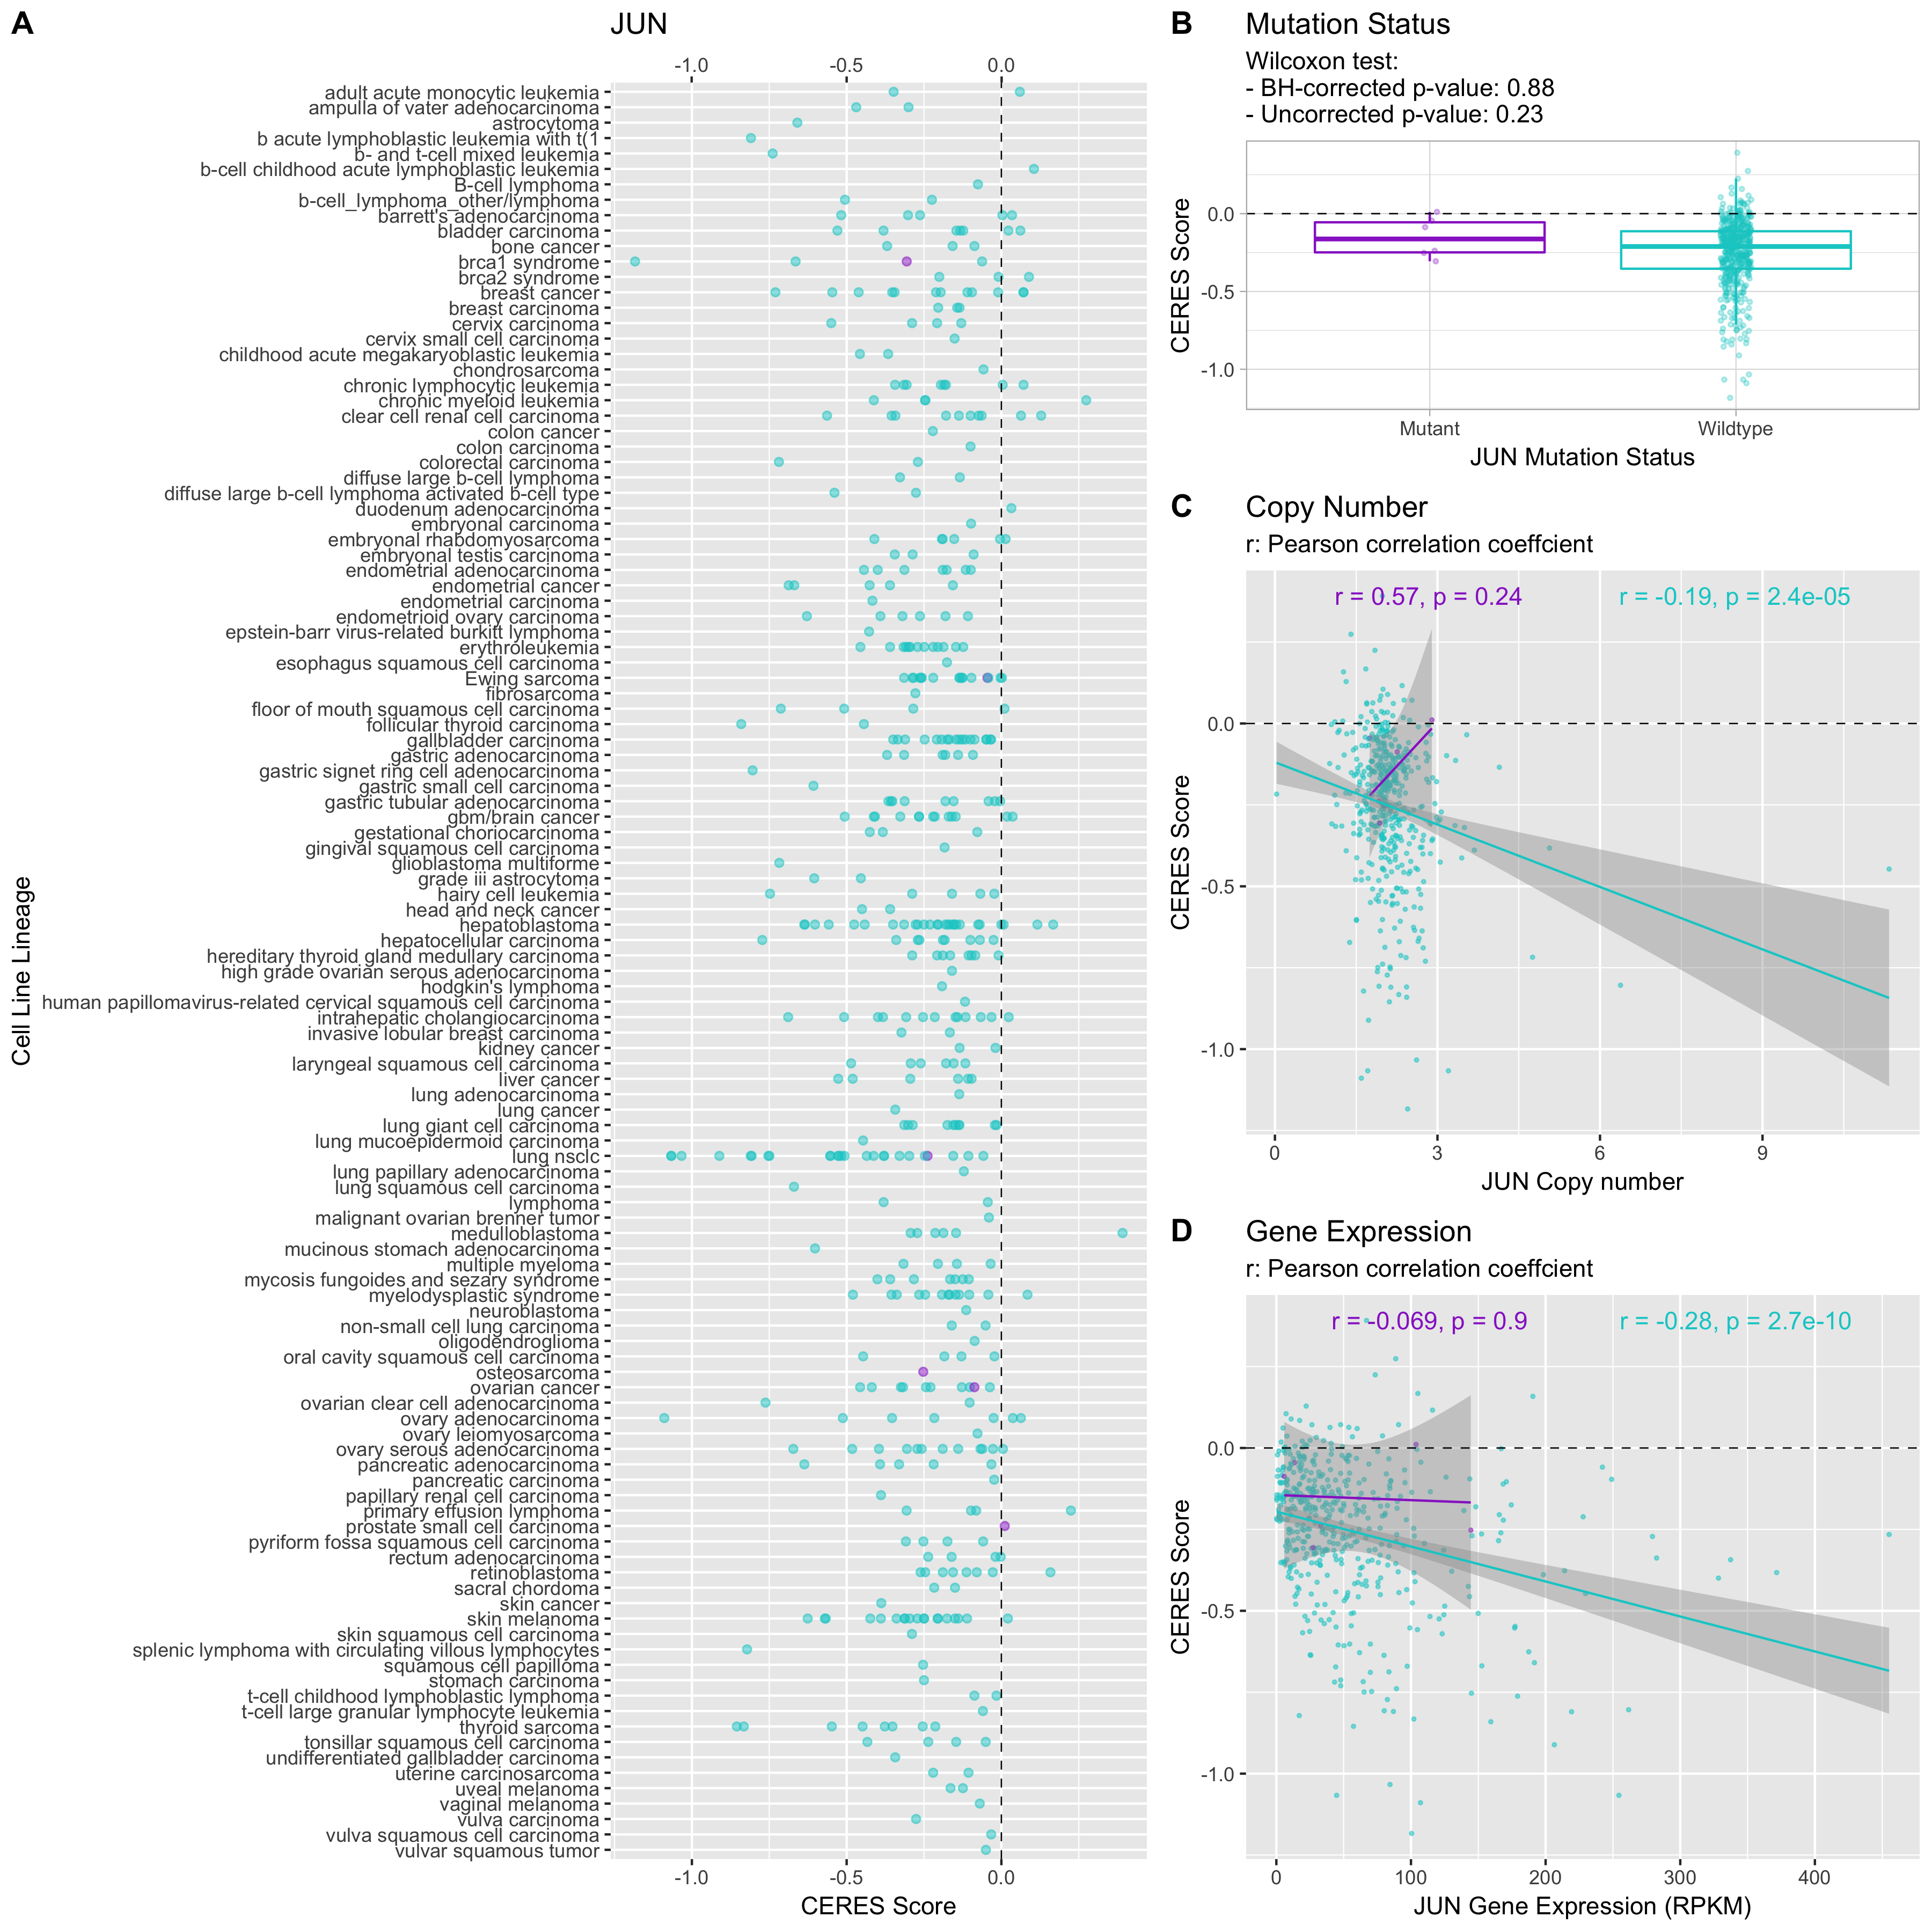 A
JUN
-1.0 -0.5 0.0
Cell Line Lineage
adult acute monocytic leukemia
ampulla of vater adenocarcinoma
astrocytoma
b acute lymphoblastic leukemia with t(1
b- and t-cell mixed leukemia
b-cell childhood acute lymphoblastic leukemia
B-cell lymphoma
b-cell_lymphoma_other/lymphoma
barrett's adenocarcinoma
bladder carcinoma
bone cancer
brca1 syndrome
brca2 syndrome
breast cancer
breast carcinoma
cervix carcinoma
cervix small cell carcinoma
childhood acute megakaryoblastic leukemia
chondrosarcoma
chronic lymphocytic leukemia
chronic myeloid leukemia
clear cell renal cell carcinoma
colon cancer
colon carcinoma
colorectal carcinoma
diffuse large b-cell lymphoma
diffuse large b-cell lymphoma activated b-cell type
duodenum adenocarcinoma
embryonal carcinoma
embryonal rhabdomyosarcoma
embryonal testis carcinoma
endometrial adenocarcinoma
endometrial cancer
endometrial carcinoma
endometrioid ovary carcinoma
epstein-barr virus-related burkitt lymphoma
erythroleukemia
esophagus squamous cell carcinoma
Ewing sarcoma
fibrosarcoma
floor of mouth squamous cell carcinoma
follicular thyroid carcinoma
gallbladder carcinoma
gastric adenocarcinoma
gastric signet ring cell adenocarcinoma
gastric small cell carcinoma
gastric tubular adenocarcinoma
gbm/brain cancer
gestational choriocarcinoma
gingival squamous cell carcinoma
glioblastoma multiforme
grade iii astrocytoma
hairy cell leukemia
head and neck cancer
hepatoblastoma
hepatocellular carcinoma
hereditary thyroid gland medullary carcinoma
high grade ovarian serous adenocarcinoma
hodgkin's lymphoma
human papillomavirus-related cervical squamous cell carcinoma
intrahepatic cholangiocarcinoma
invasive lobular breast carcinoma
kidney cancer
laryngeal squamous cell carcinoma
liver cancer
lung adenocarcinoma
lung cancer
lung giant cell carcinoma
lung mucoepidermoid carcinoma
lung nsclc
lung papillary adenocarcinoma
lung squamous cell carcinoma
lymphoma
malignant ovarian brenner tumor
medulloblastoma
mucinous stomach adenocarcinoma
multiple myeloma
mycosis fungoides and sezary syndrome
myelodysplastic syndrome
neuroblastoma
non-small cell lung carcinoma
oligodendroglioma
oral cavity squamous cell carcinoma
osteosarcoma
ovarian cancer
ovarian clear cell adenocarcinoma
ovary adenocarcinoma
ovary leiomyosarcoma
ovary serous adenocarcinoma
pancreatic adenocarcinoma
pancreatic carcinoma
papillary renal cell carcinoma
primary effusion lymphoma
prostate small cell carcinoma
pyriform fossa squamous cell carcinoma
rectum adenocarcinoma
retinoblastoma
sacral chordoma
skin cancer
skin melanoma
skin squamous cell carcinoma
splenic lymphoma with circulating villous lymphocytes
squamous cell papilloma
stomach carcinoma
t-cell childhood lymphoblastic lymphoma
t-cell large granular lymphocyte leukemia
thyroid sarcoma
tonsillar squamous cell carcinoma
undifferentiated gallbladder carcinoma
uterine carcinosarcoma
uveal melanoma
vaginal melanoma
vulva carcinoma
vulva squamous cell carcinoma
vulvar squamous tumor
-1.0 -0.5 0.0
CERES Score
B
Mutation Status
Wilcoxon test:
- BH-corrected p-value: 0.88
- Uncorrected p-value: 0.23
CERES Score
0.0
-0.5
-1.0
Mutant Wildtype
JUN Mutation Status
C
Copy Number
r: Pearson correlation coeffcient
r = 0.57, p = 0.24 r = -0.19, p = 2.4e-05
CERES Score
0.0
-0.5
-1.0
0 3 6 9
JUN Copy number
D
Gene Expression
r: Pearson correlation coeffcient
r = -0.069, p = 0.9 r = -0.28, p = 2.7e-10
CERES Score
0.0
-0.5
-1.0
0 100 200 300 400
JUN Gene Expression (RPKM)